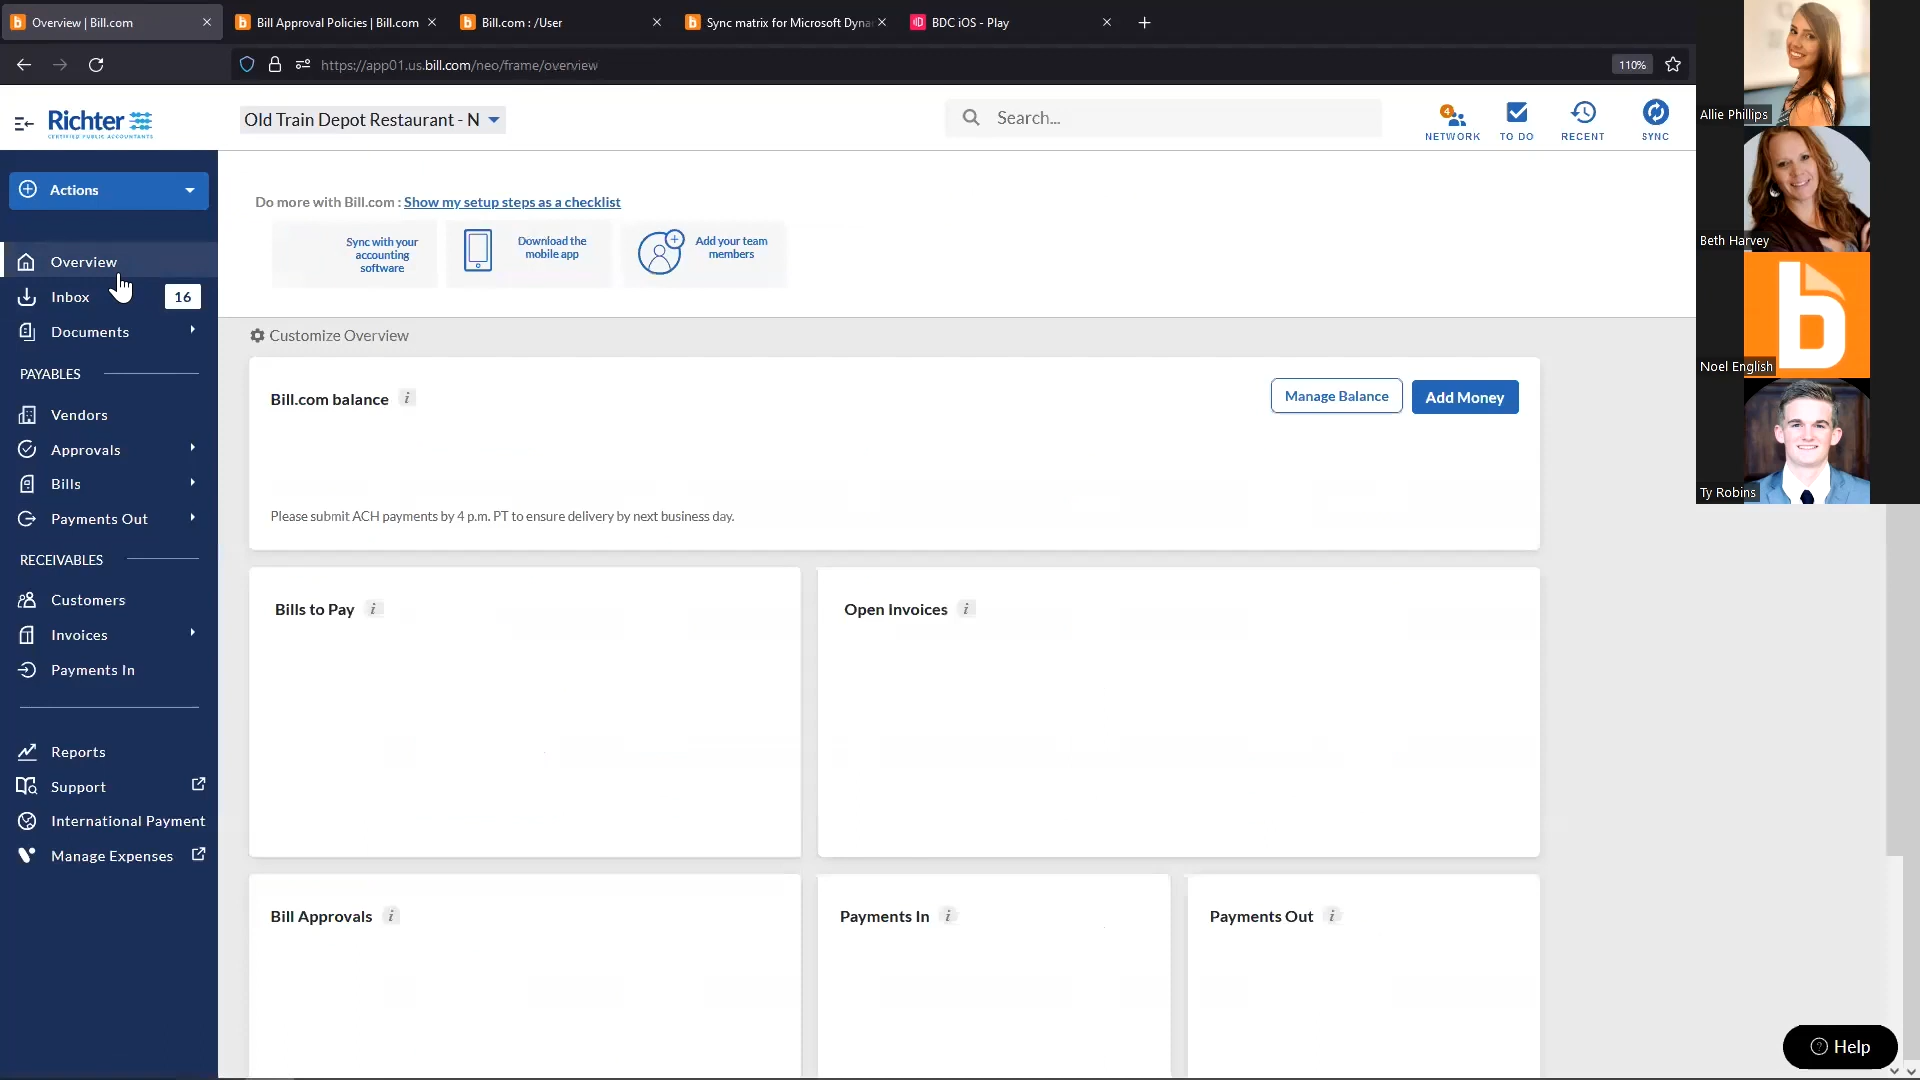 Overview | Bill.com
Bill Approval Policies | Bill.com
Bill.com : /User
Sync matrix for Microsoft Dyna
BDC iOS - Play
https://app01.us.bill.com/neo/frame/overview
110%
Richter
CERTIFIED PUBLIC ACCOUNTANTS
Old Train Depot Restaurant - N
Search...
4
NETWORK
TO DO
RECENT
SYNC
Actions
Overview
Inbox
16
Documents
PAYABLES
Vendors
Approvals
Bills
Payments Out
RECEIVABLES
Customers
Invoices
Payments In
Reports
Support
International Payment
Manage Expenses
Do more with Bill.com : Show my setup steps as a checklist
Sync with your
accounting
software
Download the
mobile app
Add your team
members
Customize Overview
Bill.com balance i
Manage Balance
Add Money
Please submit ACH payments by 4 p.m. PT to ensure delivery by next business day.
Bills to Pay i
Open Invoices i
Bill Approvals i
Payments In i
Payments Out i
Allie Phillips
Beth Harvey
b
Noel English
Ty Robins
? Help